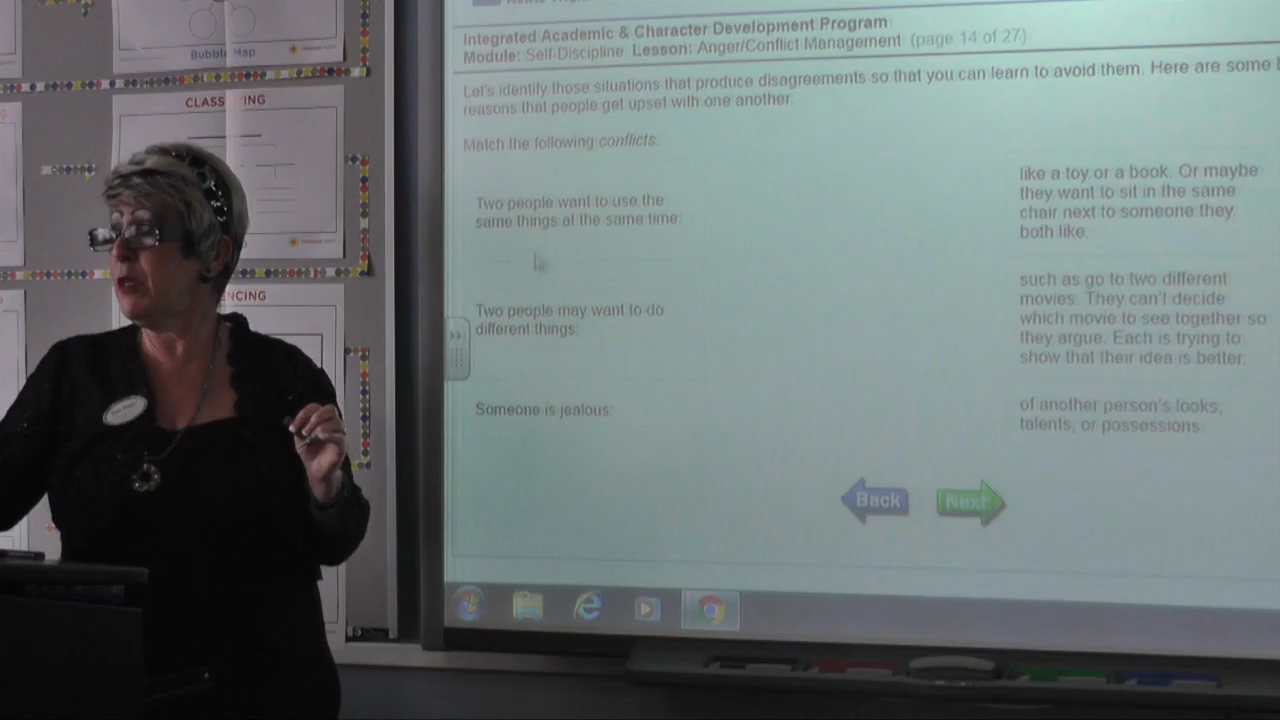 Bubble Map
CLASS
ING
ENCING
Integrated Academic & Character Development Program
Module: Self-Discipline Lesson: Anger/Conflict Management (page 14 of 27)
Let's identify those situations that produce disagreements so that you can learn to avoid them. Here are some
reasons that people get upset with one another:
Match the following conflicts:
Two people want to use the
same things at the same time:
like a toy or a book. Or maybe
they want to sit in the same
chair next to someone they
both like.
Two people may want to do
different things:
such as go to two different
movies. They can't decide
which movie to see together so
they argue. Each is trying to
show that their idea is better.
Someone is jealous:
of another person's looks,
talents, or possessions.
Back
Next